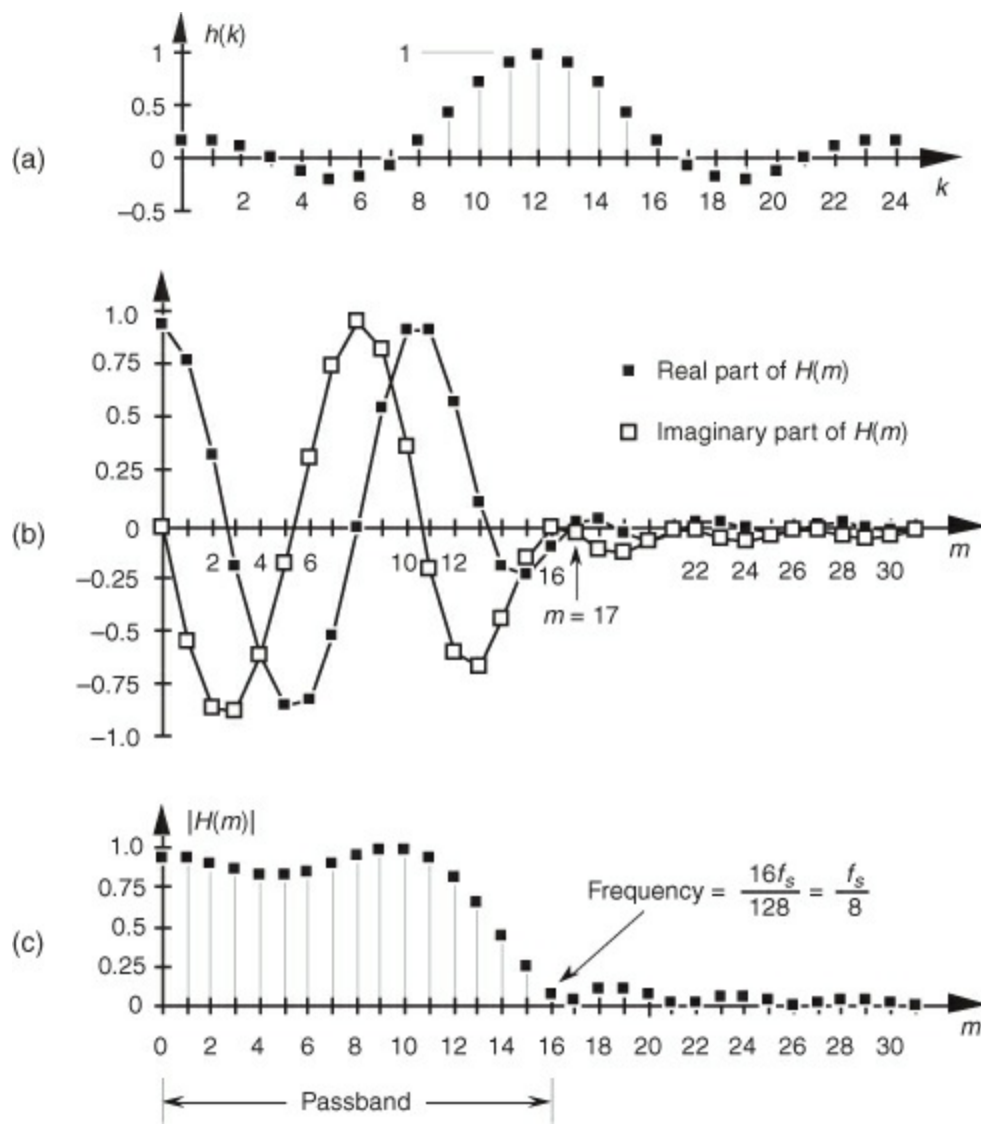 h(k)
1
1
0.5
0
−0.5
(a)
2 4 6 8 10 12 14 16 18 20 22 24
k
1.0
0.75
0.5
0.25
0
−0.25
−0.5
−0.75
−1.0
(b)
Real part of H(m)
Imaginary part of H(m)
2 4 6 10 12 16 22 24 26 28 30
m
m = 17
|H(m)|
1.0
0.75
0.5
0.25
0
(c)
Frequency = 16fs/128 = fs/8
0 2 4 6 8 10 12 14 16 18 20 22 24 26 28 30
m
Passband